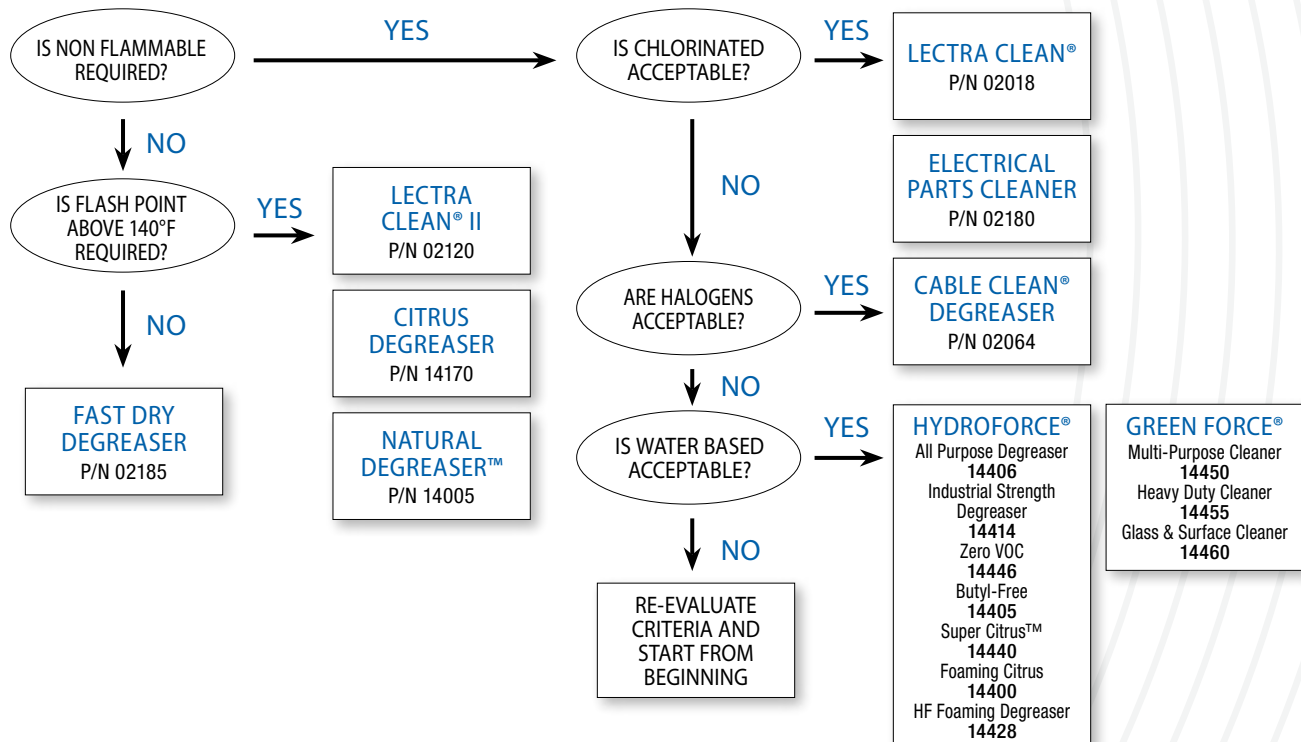 IS NON FLAMMABLE
REQUIRED?
YES
IS CHLORINATED
ACCEPTABLE?
YES
LECTRA CLEAN®
P/N 02018
NO
ELECTRICAL
PARTS CLEANER
P/N 02180
IS FLASH POINT
ABOVE 140°F
REQUIRED?
YES
LECTRA
CLEAN® II
P/N 02120
NO
ARE HALOGENS
ACCEPTABLE?
YES
CABLE CLEAN®
DEGREASER
P/N 02064
CITRUS
DEGREASER
P/N 14170
NO
FAST DRY
DEGREASER
P/N 02185
NATURAL
DEGREASER™
P/N 14005
NO
IS WATER BASED
ACCEPTABLE?
YES
HYDROFORCE®
All Purpose Degreaser
14406
Industrial Strength
Degreaser
14414
Zero VOC
14446
Butyl-Free
14405
Super Citrus™
14440
Foaming Citrus
14400
HF Foaming Degreaser
14428
GREEN FORCE®
Multi-Purpose Cleaner
14450
Heavy Duty Cleaner
14455
Glass & Surface Cleaner
14460
NO
RE-EVALUATE
CRITERIA AND
START FROM
BEGINNING